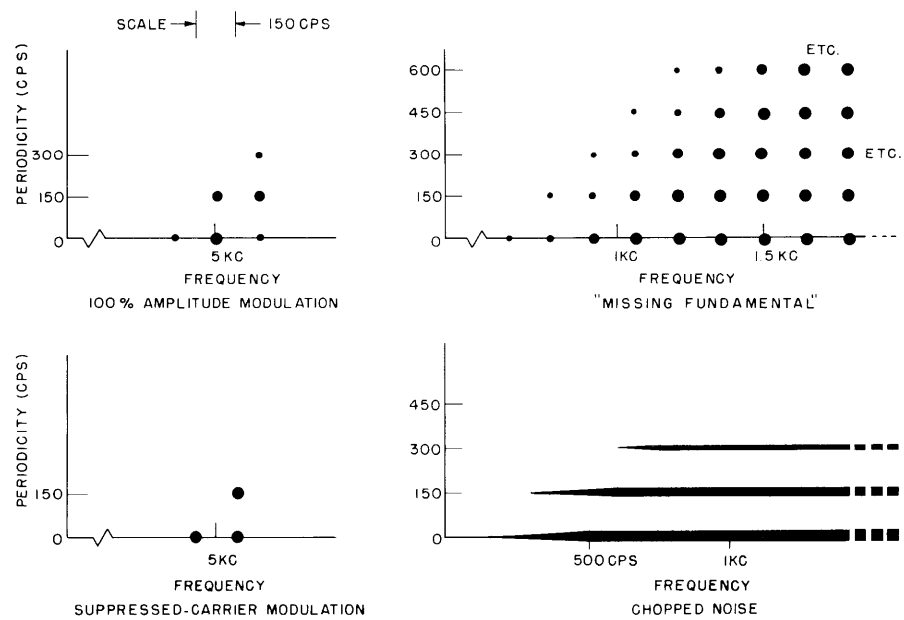 SCALE 150 CPS
PERIODICITY (CPS)
300
150
0
5 KC
FREQUENCY
100 % AMPLITUDE MODULATION
ETC.
600
450
300
150
0
ETC.
1KC 1.5 KC
FREQUENCY
"MISSING FUNDAMENTAL"
PERIODICITY (CPS)
150
0
5KC
FREQUENCY
SUPPRESSED-CARRIER MODULATION
450
300
150
0
500 CPS 1KC
FREQUENCY
CHOPPED NOISE